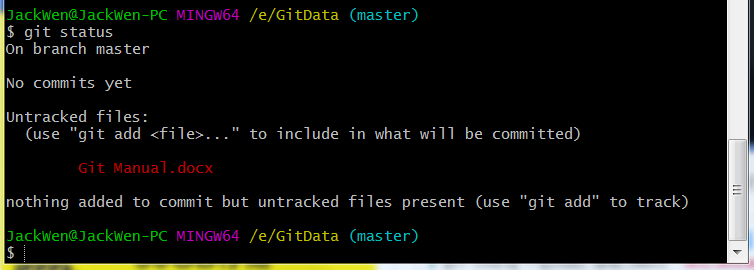 JackWen@JackWen-PC MINGW64 /e/GitData (master)
$ git status
On branch master
No commits yet
Untracked files:
(use "git add <file>..." to include in what will be committed)
Git Manual.docx
nothing added to commit but untracked files present (use "git add" to track)
JackWen@JackWen-PC MINGW64 /e/GitData (master)
$